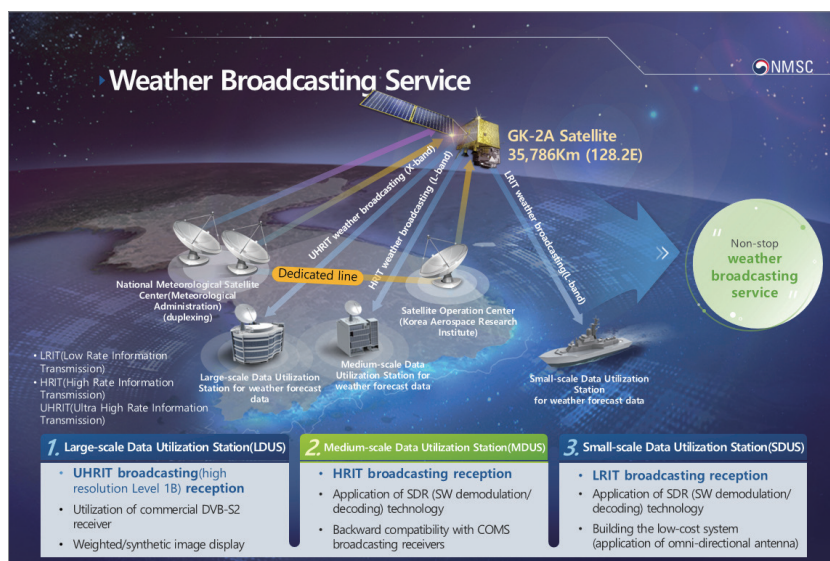 Weather Broadcasting Service
NMSC
GK-2A Satellite
35,786Km (128.2E)
UHRIT weather broadcasting (X-band)
HRIT weather broadcasting (L-band)
LRIT weather broadcasting(L-band)
Non-stop
weather
broadcasting
service
Dedicated line
National Meteorological Satellite
Center(Meteorological
Administration)
(duplexing)
Satellite Operation Center
(Korea Aerospace Research
Institute)
Large-scale Data Utilization
Station for weather forecast
data
Medium-scale Data
Utilization Station for
weather forecast data
Small-scale Data Utilization
Station
for weather forecast data
• LRIT(Low Rate Information
Transmission)
• HRIT(High Rate Information
Transmission)
UHRIT(Ultra High Rate Information
Transmission)
1. Large-scale Data Utilization Station(LDUS)
• UHRIT broadcasting(high
resolution Level 1B) reception
• Utilization of commercial DVB-S2
receiver
• Weighted/synthetic image display
2. Medium-scale Data Utilization Station(MDUS)
• HRIT broadcasting reception
• Application of SDR (SW demodulation/
decoding) technology
• Backward compatibility with COMS
broadcasting receivers
3. Small-scale Data Utilization Station(SDUS)
• LRIT broadcasting reception
• Application of SDR (SW demodulation/
decoding) technology
• Building the low-cost system
(application of omni-directional antenna)